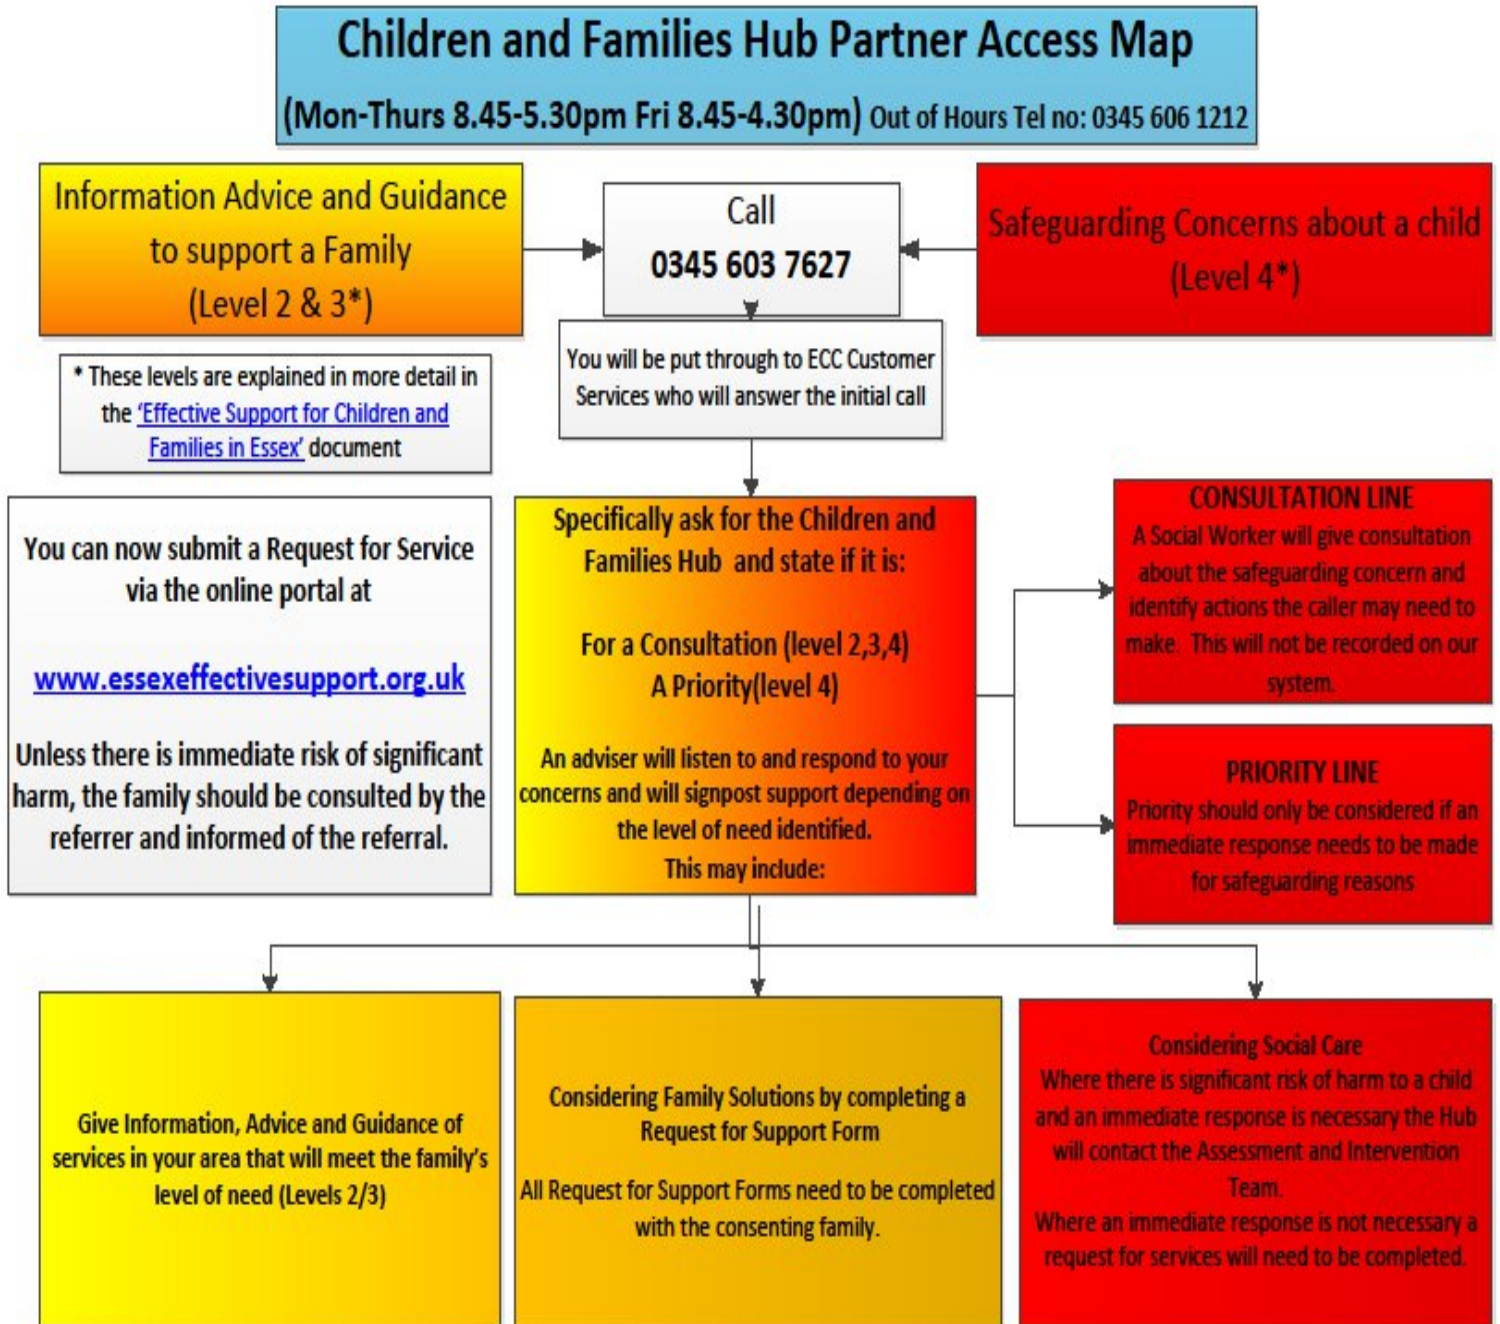 Children and Families Hub Partner Access Map
(Mon-Thurs 8.45-5.30pm Fri 8.45-4.30pm) Out of Hours Tel no: 0345 606 1212
Information Advice and Guidance
to support a Family
(Level 2 & 3*)
Call
0345 603 7627
Safeguarding Concerns about a child
(Level 4*)
You will be put through to ECC Customer
Services who will answer the initial call
* These levels are explained in more detail in
the 'Effective Support for Children and
Families in Essex' document
You can now submit a Request for Service
via the online portal at
www.essexeffectivesupport.org.uk
Unless there is immediate risk of significant
harm, the family should be consulted by the
referrer and informed of the referral.
Specifically ask for the Children and
Families Hub and state if it is:
For a Consultation (level 2,3,4)
A Priority(level 4)
An adviser will listen to and respond to your
concerns and will signpost support depending on
the level of need identified.
This may include:
CONSULTATION LINE
A Social Worker will give consultation
about the safeguarding concern and
identify actions the caller may need to
make. This will not be recorded on our
system.
PRIORITY LINE
Priority should only be considered if an
immediate response needs to be made
for safeguarding reasons
Give Information, Advice and Guidance of
services in your area that will meet the family's
level of need (Levels 2/3)
Considering Family Solutions by completing a
Request for Support Form
All Request for Support Forms need to be completed
with the consenting family.
Considering Social Care
Where there is significant risk of harm to a child
and an immediate response is necessary the Hub
will contact the Assessment and Intervention
Team.
Where an immediate response is not necessary a
request for services will need to be completed.